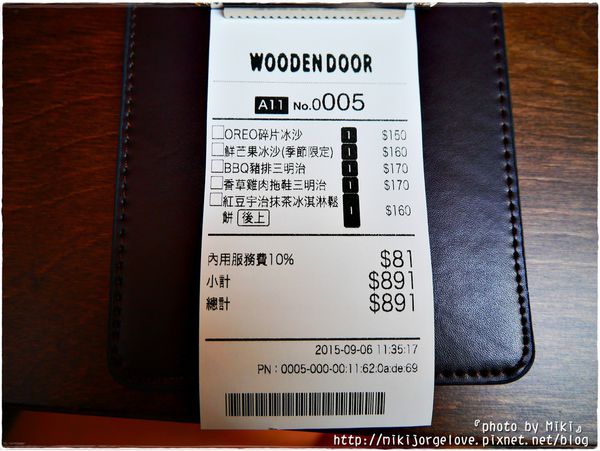 WOODENDOOR
A11 No.0005
OREO碎片冰沙 1 $150
鮮芒果冰沙(季節限定) 1 $160
BBQ豬排三明治 1 $170
香草雞肉拖鞋三明治 1 $170
紅豆宇治抹茶冰淇淋鬆 1 $160
餅 後上
內用服務費10% $81
小計 $891
總計 $891
2015-09-06 11:35:17
PN : 0005-000-00:11:62:0a:de:69
『photo by Miki』
http://mikijorgelove.pixnet.net/blog